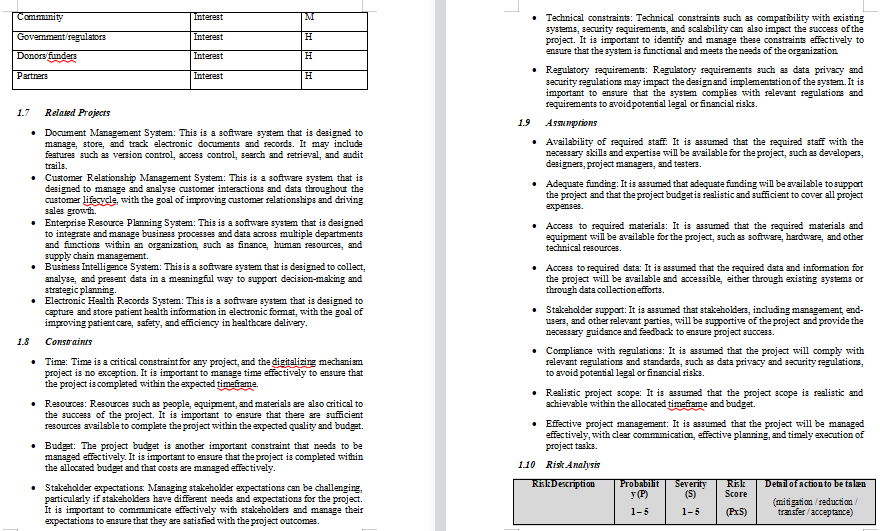 Community Interest M
Government/regulators Interest H
Donors/funders Interest H
Partners Interest H
1.7 Related Projects
• Document Management System: This is a software system that is designed to
manage, store, and track electronic documents and records. It may include
features such as version control, access control, search and retrieval, and audit
trails.
• Customer Relationship Management System: This is a software system that is
designed to manage and analyse customer interactions and data throughout the
customer lifecycle, with the goal of improving customer relationships and driving
sales growth.
• Enterprise Resource Planning System: This is a software system that is designed
to integrate and manage business processes and data across multiple departments
and functions within an organization, such as finance, human resources, and
supply chain management.
• Business Intelligence System: This is a software system that is designed to collect,
analyse, and present data in a meaningful way to support decision-making and
strategic planning.
• Electronic Health Records System: This is a software system that is designed to
capture and store patient health information in electronic format, with the goal of
improving patient care, safety, and efficiency in healthcare delivery.
1.8 Constraints
• Time: Time is a critical constraint for any project, and the digitalizing mechanism
project is no exception. It is important to manage time effectively to ensure that
the project is completed within the expected timeframe.
• Resources: Resources such as people, equipment, and materials are also critical to
the success of the project. It is important to ensure that there are sufficient
resources available to complete the project within the expected quality and budget.
• Budget: The project budget is another important constraint that needs to be
managed effectively. It is important to ensure that the project is completed within
the allocated budget and that costs are managed effectively.
• Stakeholder expectations: Managing stakeholder expectations can be challenging,
particularly if stakeholders have different needs and expectations for the project.
It is important to communicate effectively with stakeholders and manage their
expectations to ensure that they are satisfied with the project outcomes.
• Technical constraints: Technical constraints such as compatibility with existing
systems, security requirements, and scalability can also impact the success of the
project. It is important to identify and manage these constraints effectively to
ensure that the system is functional and meets the needs of the organization.
• Regulatory requirements: Regulatory requirements such as data privacy and
security regulations may impact the design and implementation of the system. It is
important to ensure that the system complies with relevant regulations and
requirements to avoid potential legal or financial risks.
1.9 Assumptions
• Availability of required staff: It is assumed that the required staff with the
necessary skills and expertise will be available for the project, such as developers,
designers, project managers, and testers.
• Adequate funding: It is assumed that adequate funding will be available to support
the project and that the project budget is realistic and sufficient to cover all project
expenses.
• Access to required materials: It is assumed that the required materials and
equipment will be available for the project, such as software, hardware, and other
technical resources.
• Access to required data: It is assumed that the required data and information for
the project will be available and accessible, either through existing systems or
through data collection efforts.
• Stakeholder support: It is assumed that stakeholders, including management, end-
users, and other relevant parties, will be supportive of the project and provide the
necessary guidance and feedback to ensure project success.
• Compliance with regulations: It is assumed that the project will comply with
relevant regulations and standards, such as data privacy and security regulations,
to avoid potential legal or financial risks.
• Realistic project scope: It is assumed that the project scope is realistic and
achievable within the allocated timeframe and budget.
• Effective project management: It is assumed that the project will be managed
effectively, with clear communication, effective planning, and timely execution of
project tasks.
1.10 Risk Analysis
Risk Description Probabilit Severity Risk Detail of action to be taken
y (P) (S) Score
(mitigation / reduction /
1 – 5 1 – 5 (PxS) transfer / acceptance)